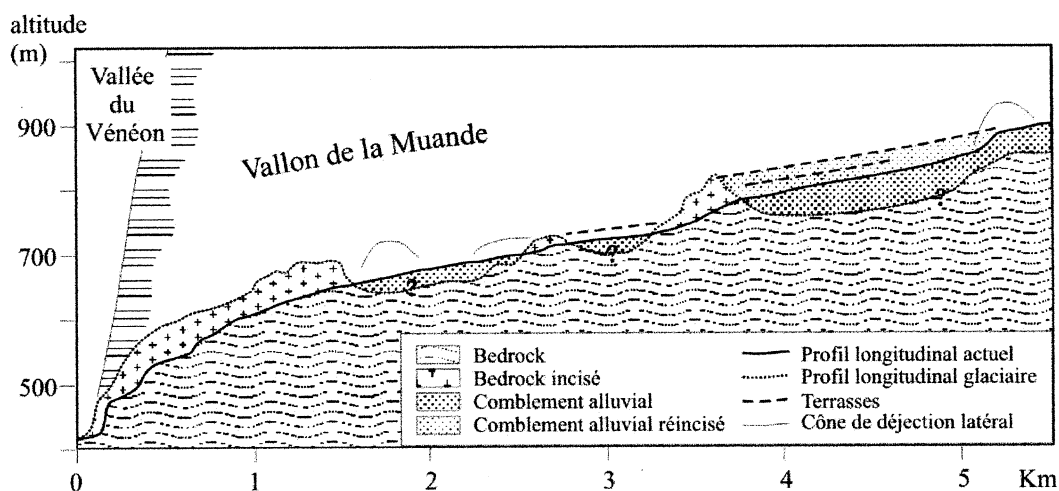 altitude
(m)
Vallée
du
Vénéon
Vallon de la Muande
900
700
500
?
?
?
Bedrock
Bedrock incisé
Comblement alluvial
Comblement alluvial réincisé
Profil longitudinal actuel
Profil longitudinal glaciaire
Terrasses
Cône de déjection latéral
0
1
2
3
4
5
Km